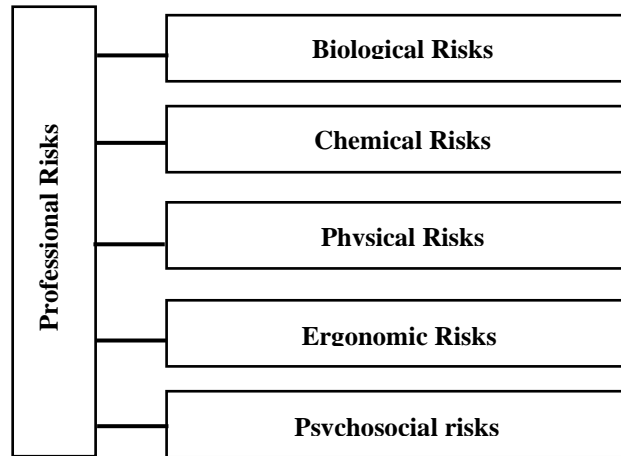 Professional Risks
Biological Risks
Chemical Risks
Physical Risks
Ergonomic Risks
Psychosocial risks